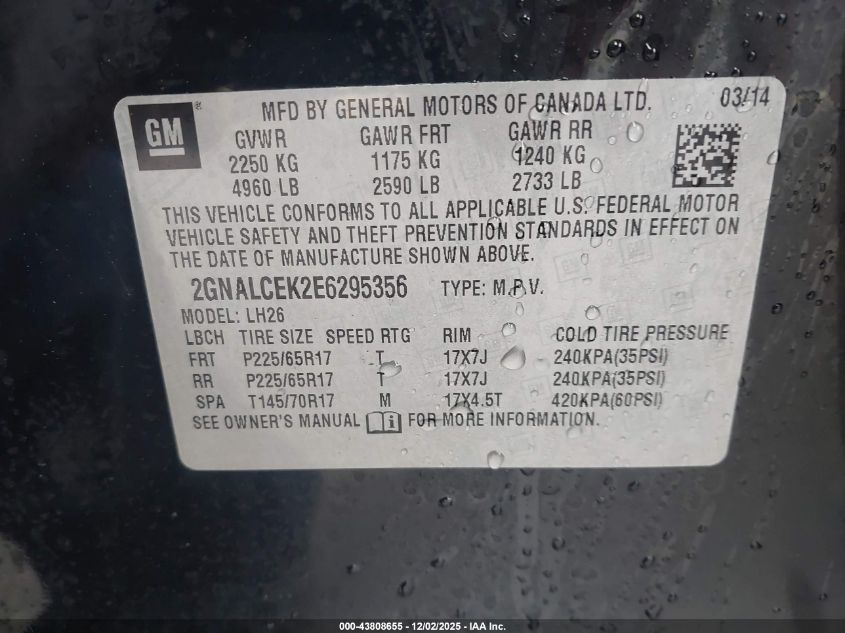 GM ® MFD BY GENERAL MOTORS OF CANADA LTD. 03/14
GVWR GAWR FRT GAWR RR
2250 KG 1175 KG 1240 KG
4960 LB 2590 LB 2733 LB
THIS VEHICLE CONFORMS TO ALL APPLICABLE U.S. FEDERAL MOTOR
VEHICLE SAFETY AND THEFT PREVENTION STANDARDS IN EFFECT ON
THE DATE OF MANUFACTURE SHOWN ABOVE.
2GNALCEK2E6295356 TYPE: M.P.V.
MODEL: LH26
LBCH TIRE SIZE SPEED RTG RIM COLD TIRE PRESSURE
FRT P225/65R17 T 17X7J 240KPA(35PSI)
RR P225/65R17 T 17X7J 240KPA(35PSI)
SPA T145/70R17 M 17X4.5T 420KPA(60PSI)
SEE OWNER'S MANUAL FOR MORE INFORMATION.
000-43808655 - 12/02/2025 - IAA Inc.